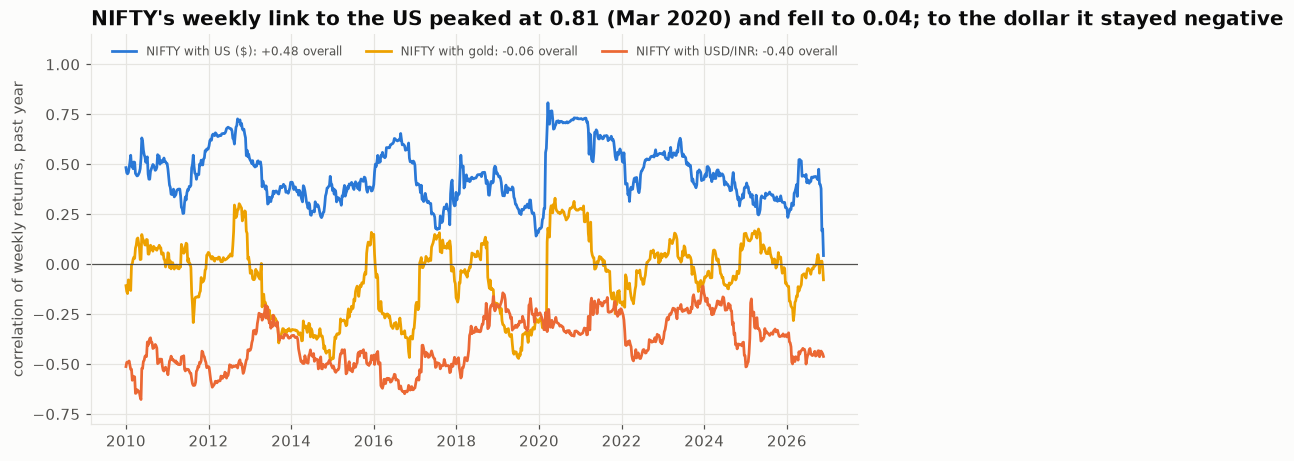 NIFTY's weekly link to the US peaked at 0.81 (Mar 2020) and fell to 0.04; to the dollar it stayed negative
NIFTY with US ($): +0.48 overall
NIFTY with gold: -0.06 overall
NIFTY with USD/INR: -0.40 overall
correlation of weekly returns, past year
1.00
0.75
0.50
0.25
0.00
−0.25
−0.50
−0.75
2010 2012 2014 2016 2018 2020 2022 2024 2026